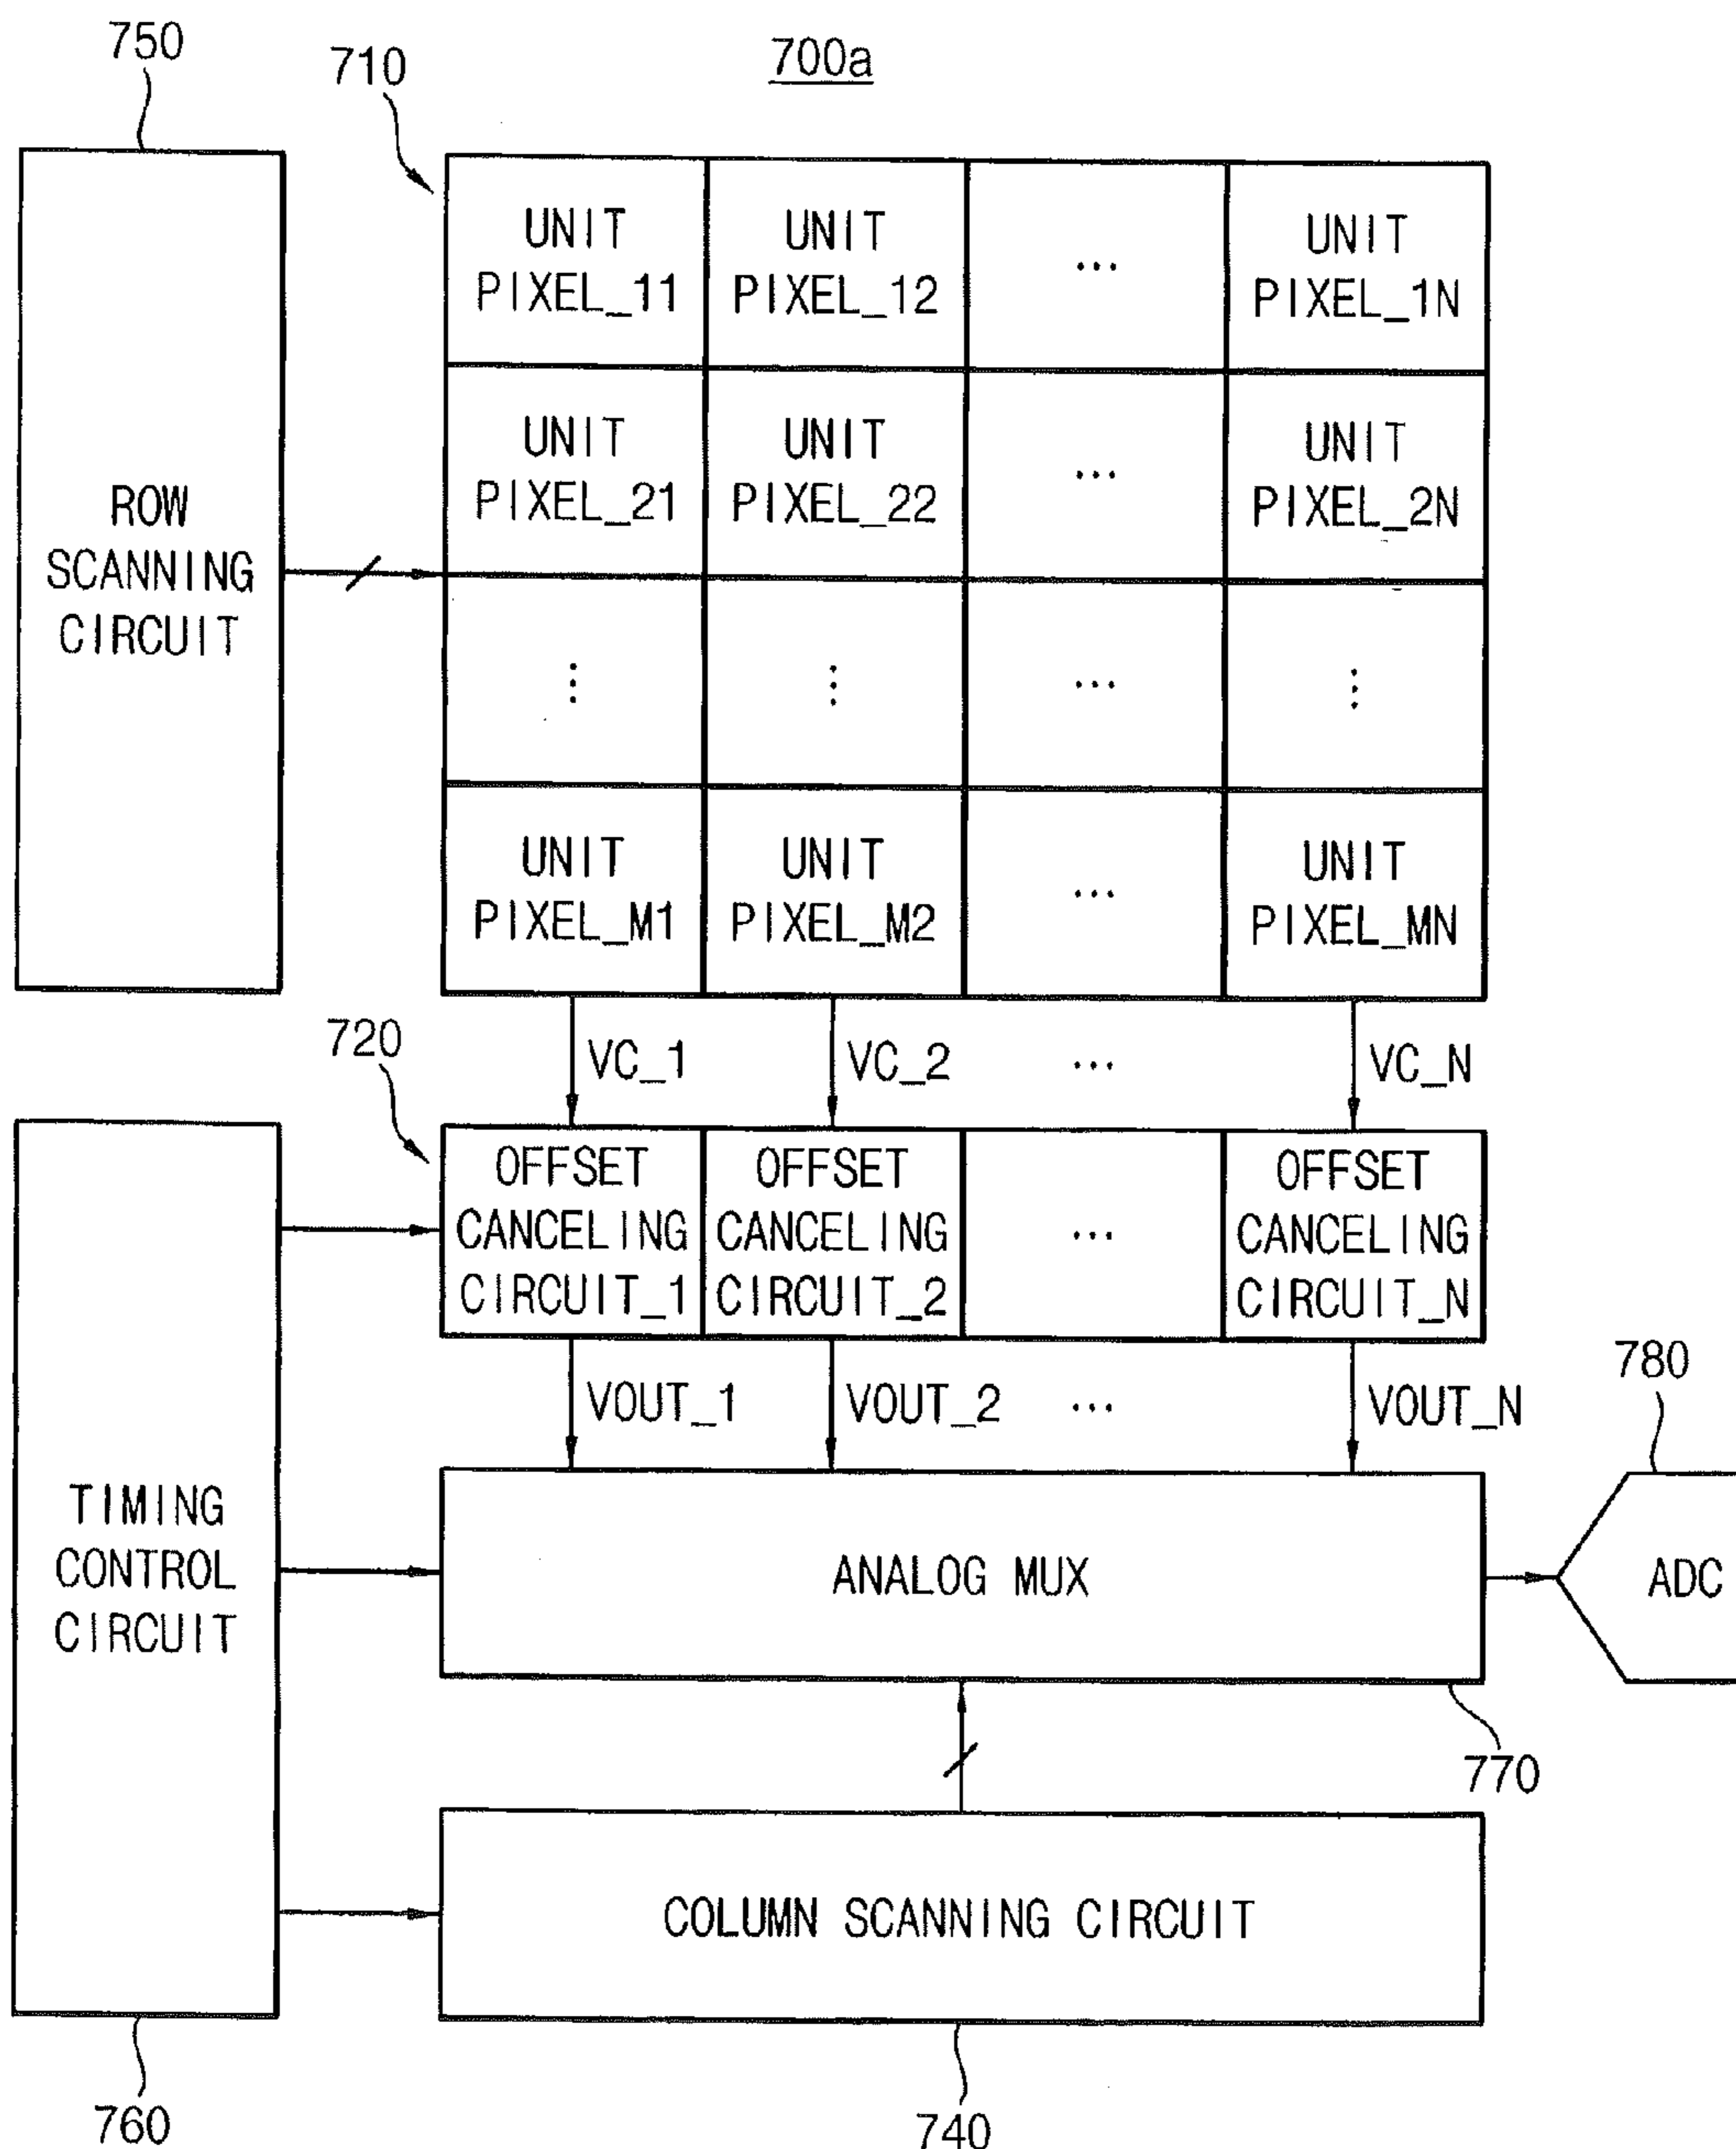 700a
750
710
UNIT
PIXEL_11
UNIT
PIXEL_12
...
UNIT
PIXEL_1N
UNIT
PIXEL_21
UNIT
PIXEL_22
...
UNIT
PIXEL_2N
ROW
SCANNING
CIRCUIT
⋮
⋮
...
⋮
UNIT
PIXEL_M1
UNIT
PIXEL_M2
...
UNIT
PIXEL_MN
720
VC_1
VC_2
...
VC_N
OFFSET
CANCELING
CIRCUIT_1
OFFSET
CANCELING
CIRCUIT_2
...
OFFSET
CANCELING
CIRCUIT_N
VOUT_1
VOUT_2
...
VOUT_N
780
TIMING
CONTROL
CIRCUIT
ANALOG MUX
ADC
770
COLUMN SCANNING CIRCUIT
760
740